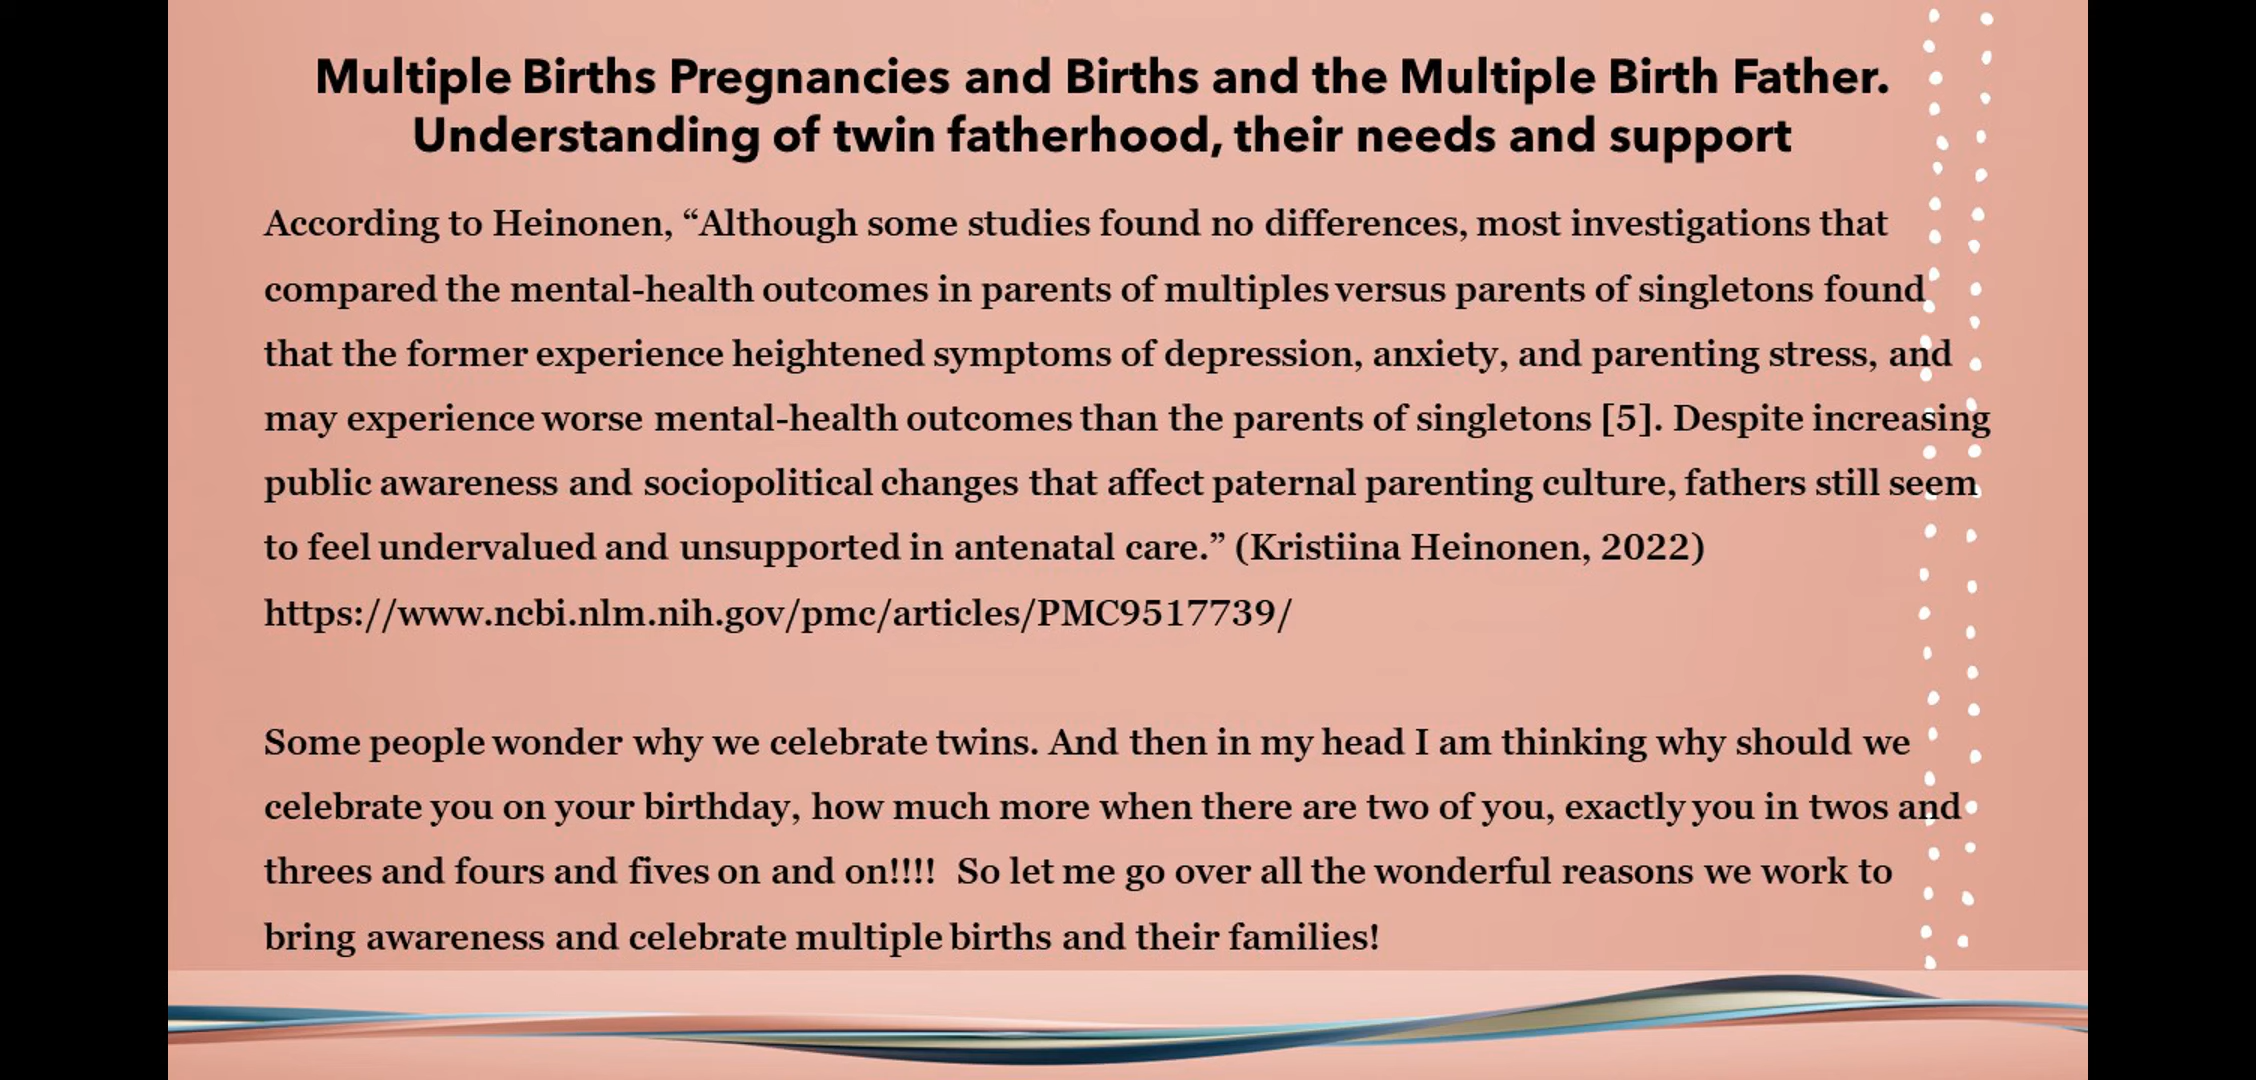 Multiple Births Pregnancies and Births and the Multiple Birth Father.
Understanding of twin fatherhood, their needs and support
According to Heinonen, “Although some studies found no differences, most investigations that
compared the mental-health outcomes in parents of multiples versus parents of singletons found
that the former experience heightened symptoms of depression, anxiety, and parenting stress, and
may experience worse mental-health outcomes than the parents of singletons [5]. Despite increasing
public awareness and sociopolitical changes that affect paternal parenting culture, fathers still seem
to feel undervalued and unsupported in antenatal care.” (Kristiina Heinonen, 2022)
https://www.ncbi.nlm.nih.gov/pmc/articles/PMC9517739/
Some people wonder why we celebrate twins. And then in my head I am thinking why should we
celebrate you on your birthday, how much more when there are two of you, exactly you in twos and
threes and fours and fives on and on!!!! So let me go over all the wonderful reasons we work to
bring awareness and celebrate multiple births and their families!